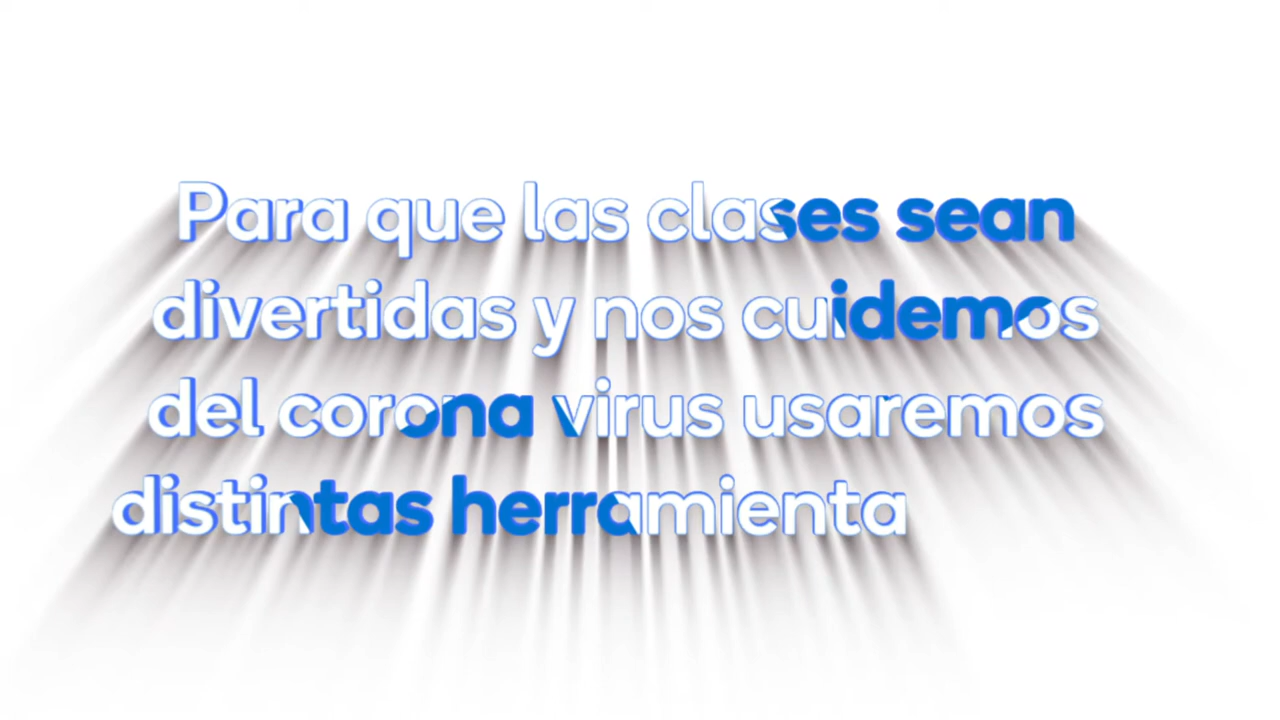 Para que las clases sean
divertidas y nos cuidemos
del corona virus usaremos
distintas herramienta